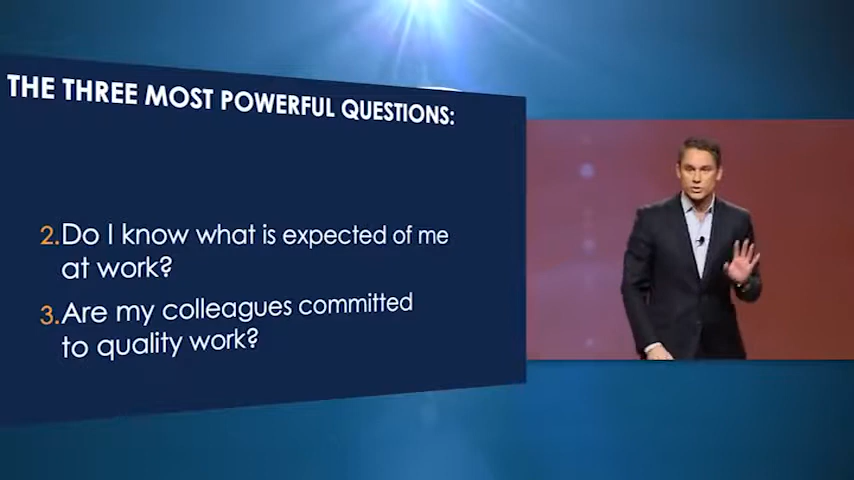 THE THREE MOST POWERFUL QUESTIONS:
2.Do I know what is expected of me
at work?
3.Are my colleagues committed
to quality work?